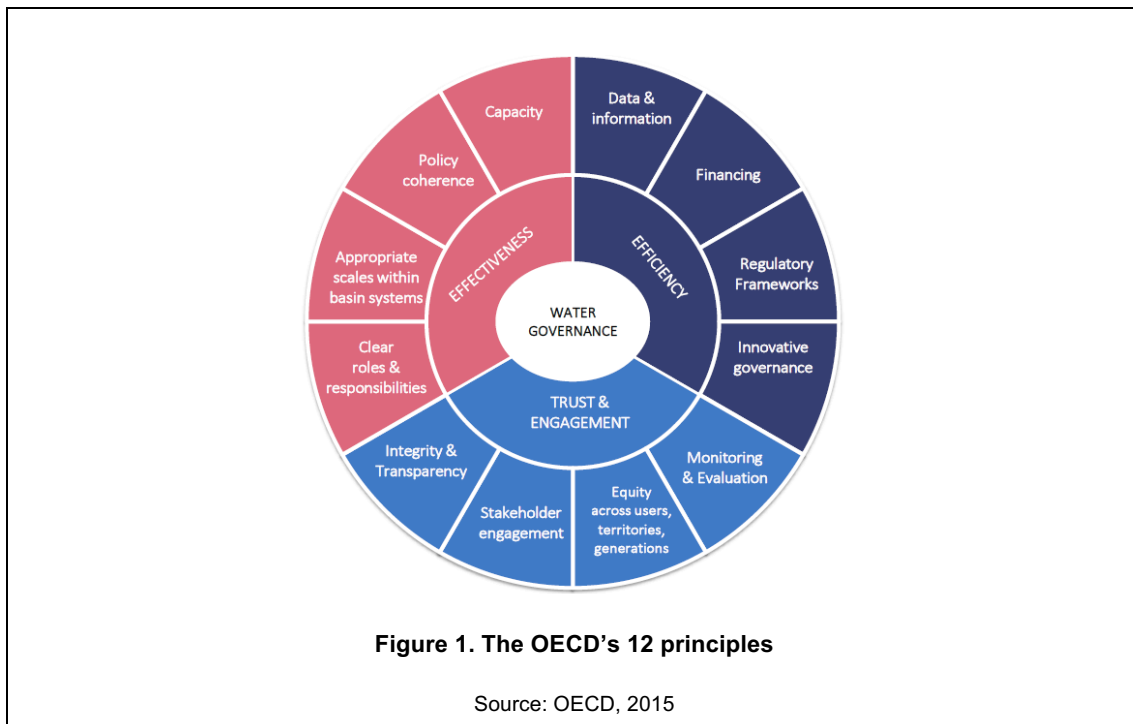 Capacity
Data &
information
Policy
coherence
Financing
Appropriate
scales within
basin systems
EFFECTIVENESS
EFFICIENCY
Regulatory
Frameworks
WATER
GOVERNANCE
Clear
roles &
responsibilities
Innovative
governance
TRUST &
ENGAGEMENT
Integrity &
Transparency
Monitoring
& Evaluation
Stakeholder
engagement
Equity
across users,
territories,
generations
Figure 1. The OECD's 12 principles
Source: OECD, 2015